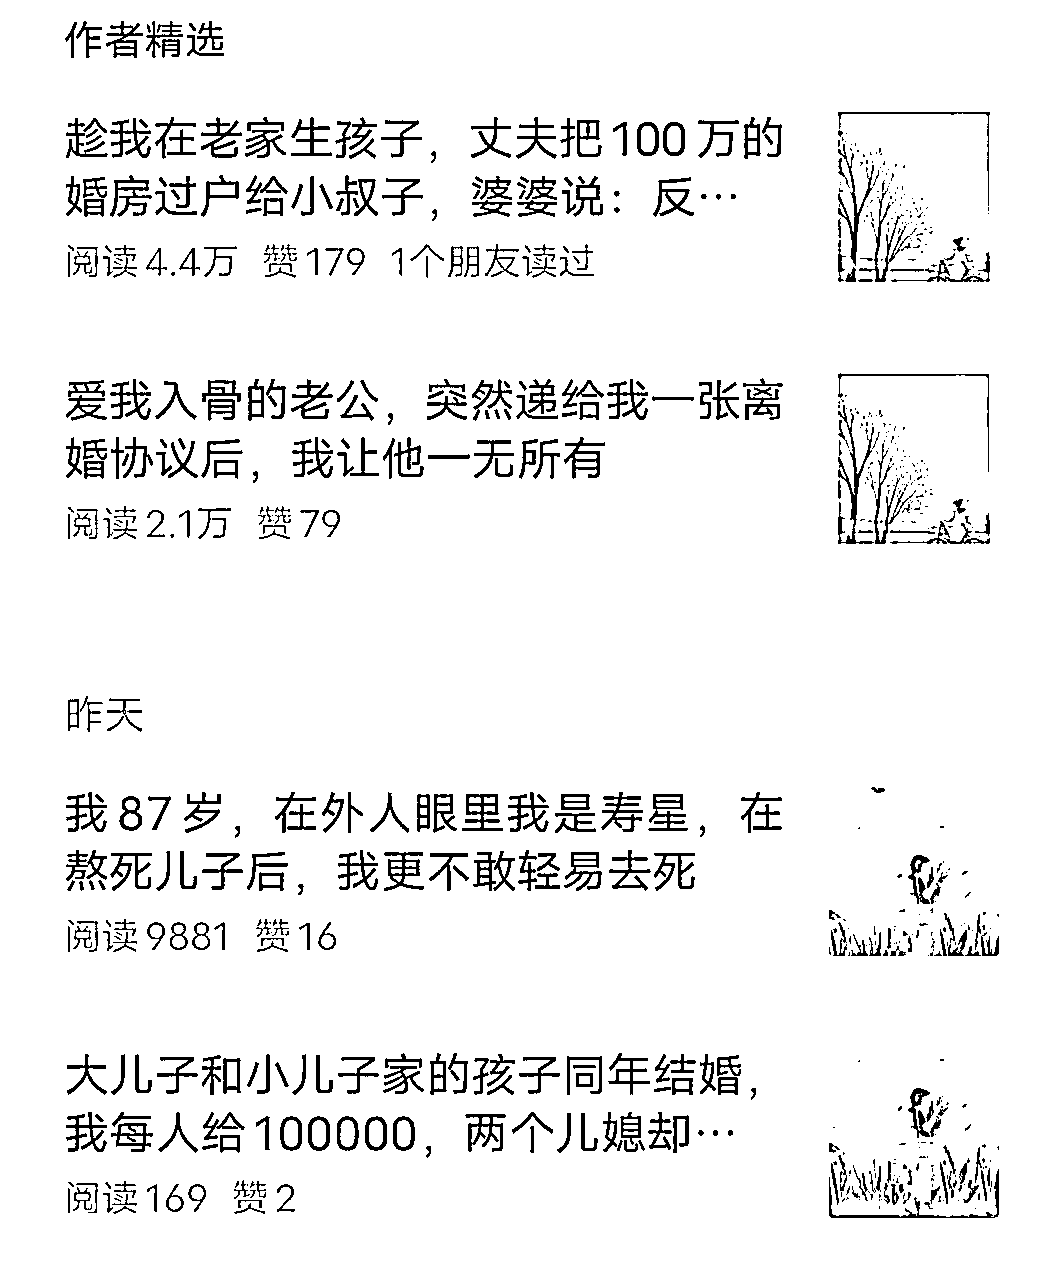 作者精选
趁我在老家生孩子，丈夫把100万的
婚房过户给小叔子，婆婆说：反…
阅读4.4万 赞179 1个朋友读过
爱我入骨的老公，突然递给我一张离
婚协议后，我让他一无所有
阅读2.1万 赞79
昨天
我87岁，在外人眼里我是寿星，在
熬死儿子后，我更不敢轻易去死
阅读9881 赞16
大儿子和小儿子家的孩子同年结婚，
我每人给100000，两个儿媳却…
阅读169 赞2